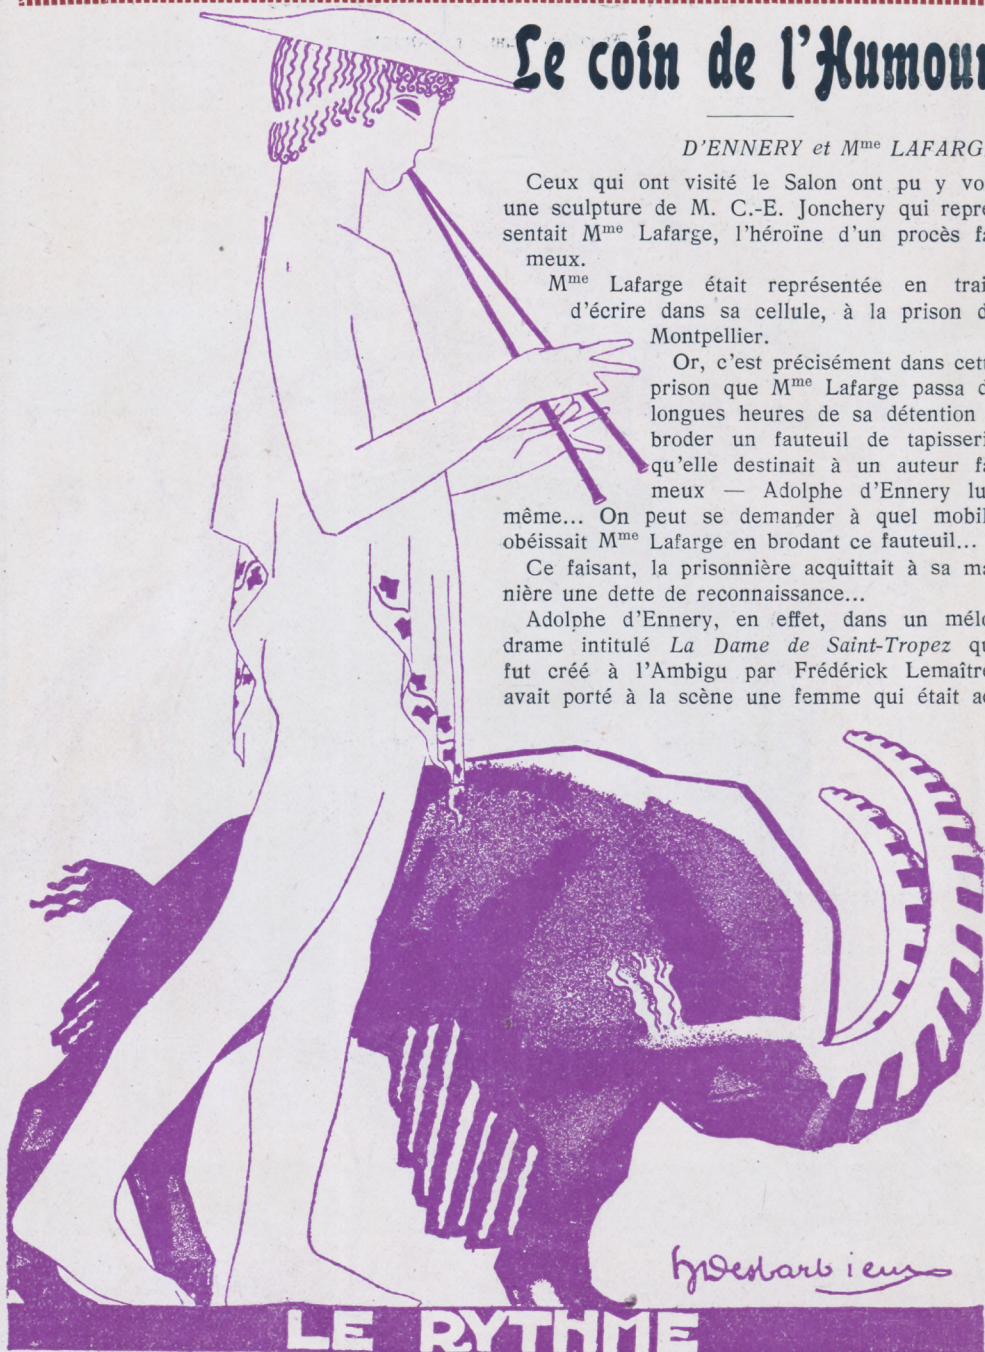 Le coin de l'Humour
D'ENNERY et Mme LAFARG
Ceux qui ont visité le Salon ont pu y vo
une sculpture de M. C.-E. Jonchery qui repré
sentait Mme Lafarge, l'héroïne d'un procès fa
meux.
Mme Lafarge était représentée en trai
d'écrire dans sa cellule, à la prison d
Montpellier.
Or, c'est précisément dans cett
prison que Mme Lafarge passa d
longues heures de sa détention
broder un fauteuil de tapisseri
qu'elle destinait à un auteur fa
meux — Adolphe d'Ennery lu
même... On peut se demander à quel mobil
obéissait Mme Lafarge en brodant ce fauteuil...
Ce faisant, la prisonnière acquittait à sa ma
nière une dette de reconnaissance...
Adolphe d'Ennery, en effet, dans un mélo
drame intitulé La Dame de Saint-Tropez qu
fut créé à l'Ambigu par Frédérick Lemaître
avait porté à la scène une femme qui était ac
Desbarbieux
LE RYTHME